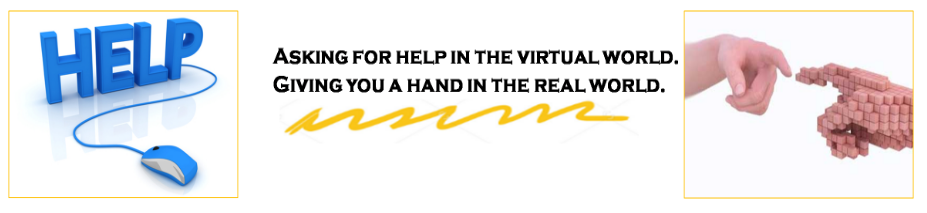 HELP
Asking for help in the virtual world.
Giving you a hand in the real world.